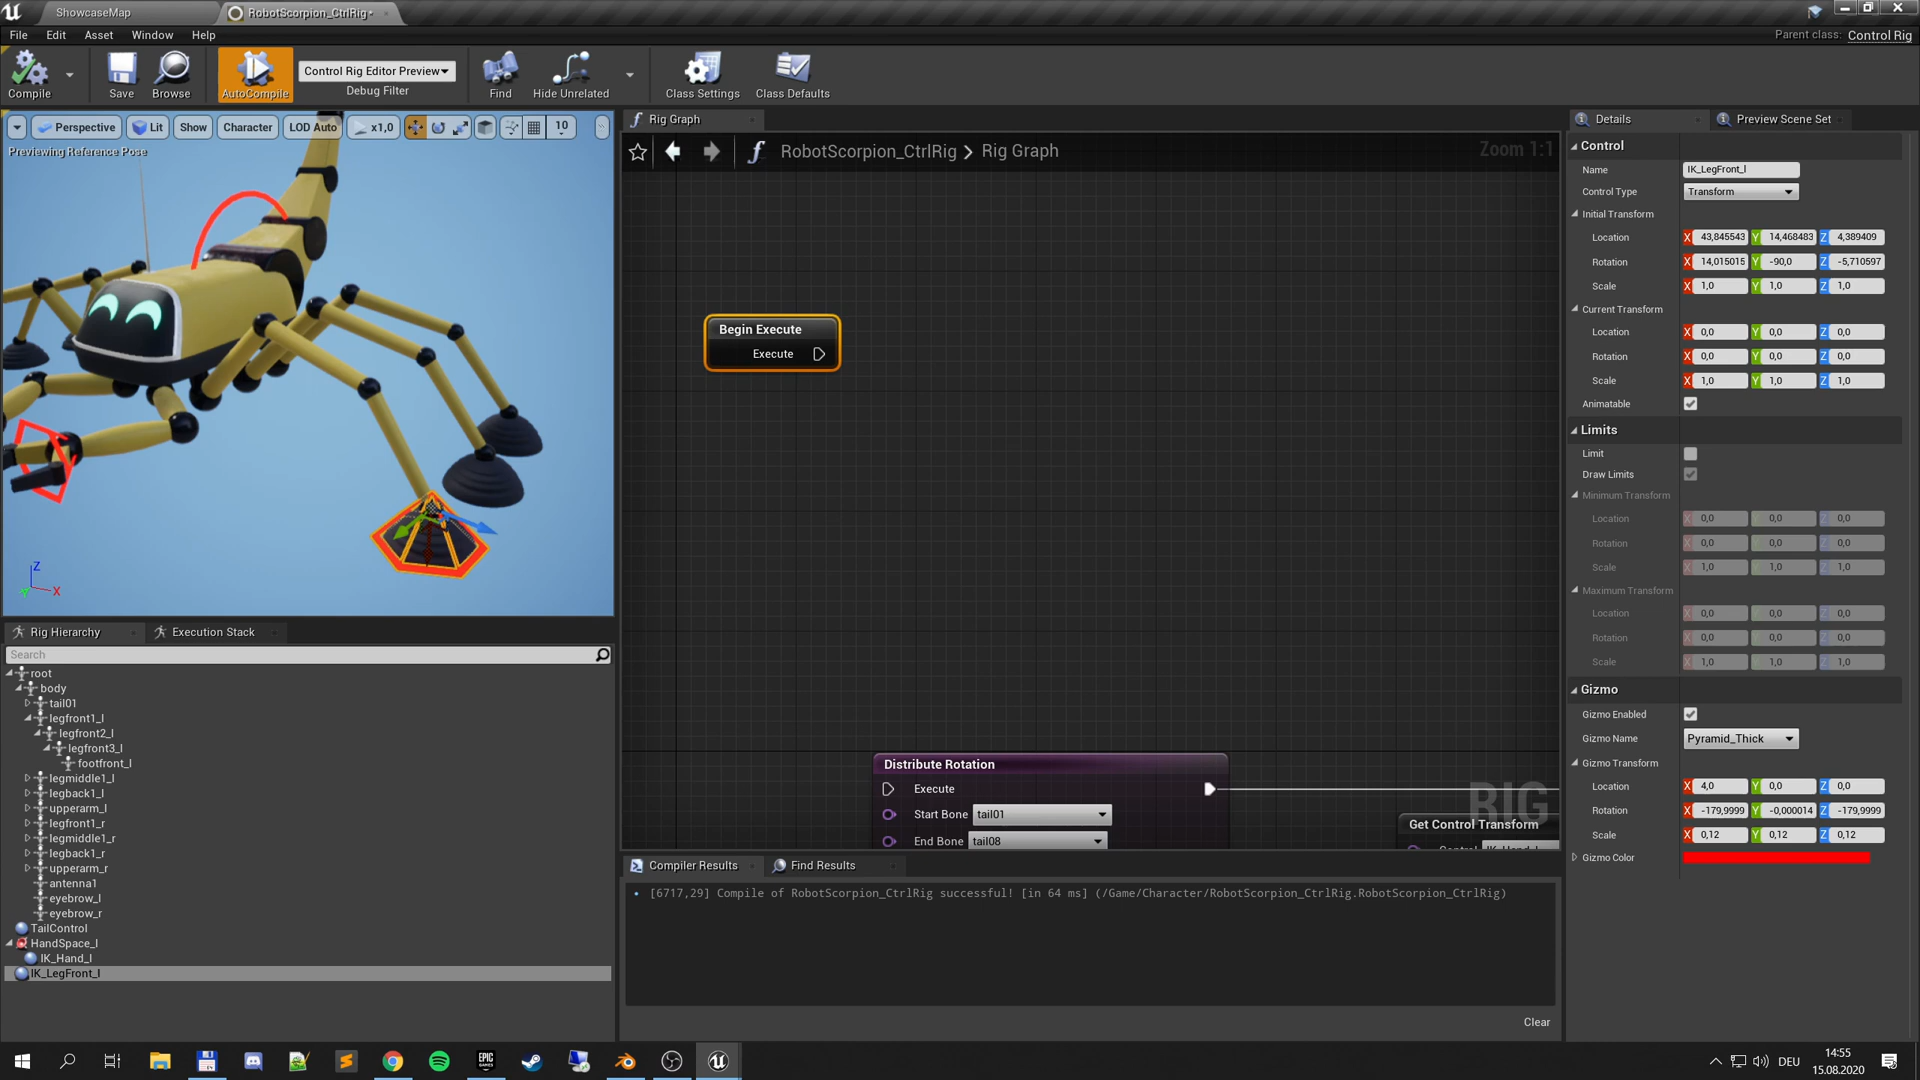 ShowcaseMap
RobotScorpion_CtrlRig*
File Edit Asset Window Help
Parent class: Control Rig
Compile
Save
Browse
AutoCompile
Control Rig Editor Preview
Debug Filter
Find
Hide Unrelated
Class Settings
Class Defaults
Perspective
Lit
Show
Character
LOD Auto
x1,0
10
Previewing Reference Pose
Z
X
Y
Rig Hierarchy
Execution Stack
Search
root
body
tail01
legfront1_l
legfront2_l
legfront3_l
footfront_l
legmiddle1_l
legback1_l
upperarm_l
legfront1_r
legmiddle1_r
legback1_r
upperarm_r
antenna1
eyebrow_l
eyebrow_r
TailControl
HandSpace_l
IK_Hand_l
IK_LegFront_l
Rig Graph
RobotScorpion_CtrlRig > Rig Graph
Zoom 1:1
Begin Execute
Execute
Distribute Rotation
Execute
Start Bone tail01
End Bone tail08
RIG
Get Control Transform
Control IK_Hand_l
Compiler Results
Find Results
• [6717,29] Compile of RobotScorpion_CtrlRig successful! [in 64 ms] (/Game/Character/RobotScorpion_CtrlRig.RobotScorpion_CtrlRig)
Clear
Details
Preview Scene Set
Control
Name IK_LegFront_l
Control Type Transform
Initial Transform
Location X 43,845543 Y 14,468483 Z 4,389409
Rotation X 14,015015 Y -90,0 Z -5,710597
Scale X 1,0 Y 1,0 Z 1,0
Current Transform
Location X 0,0 Y 0,0 Z 0,0
Rotation X 0,0 Y 0,0 Z 0,0
Scale X 1,0 Y 1,0 Z 1,0
Animatable
Limits
Limit
Draw Limits
Minimum Transform
Location X 0,0 Y 0,0 Z 0,0
Rotation X 0,0 Y 0,0 Z 0,0
Scale X 1,0 Y 1,0 Z 1,0
Maximum Transform
Location X 0,0 Y 0,0 Z 0,0
Rotation X 0,0 Y 0,0 Z 0,0
Scale X 1,0 Y 1,0 Z 1,0
Gizmo
Gizmo Enabled
Gizmo Name Pyramid_Thick
Gizmo Transform
Location X 4,0 Y 0,0 Z 0,0
Rotation X -179,9999 Y -0,000014 Z -179,9999
Scale X 0,12 Y 0,12 Z 0,12
Gizmo Color
EPIC
GAMES
DEU
14:55
15.08.2020